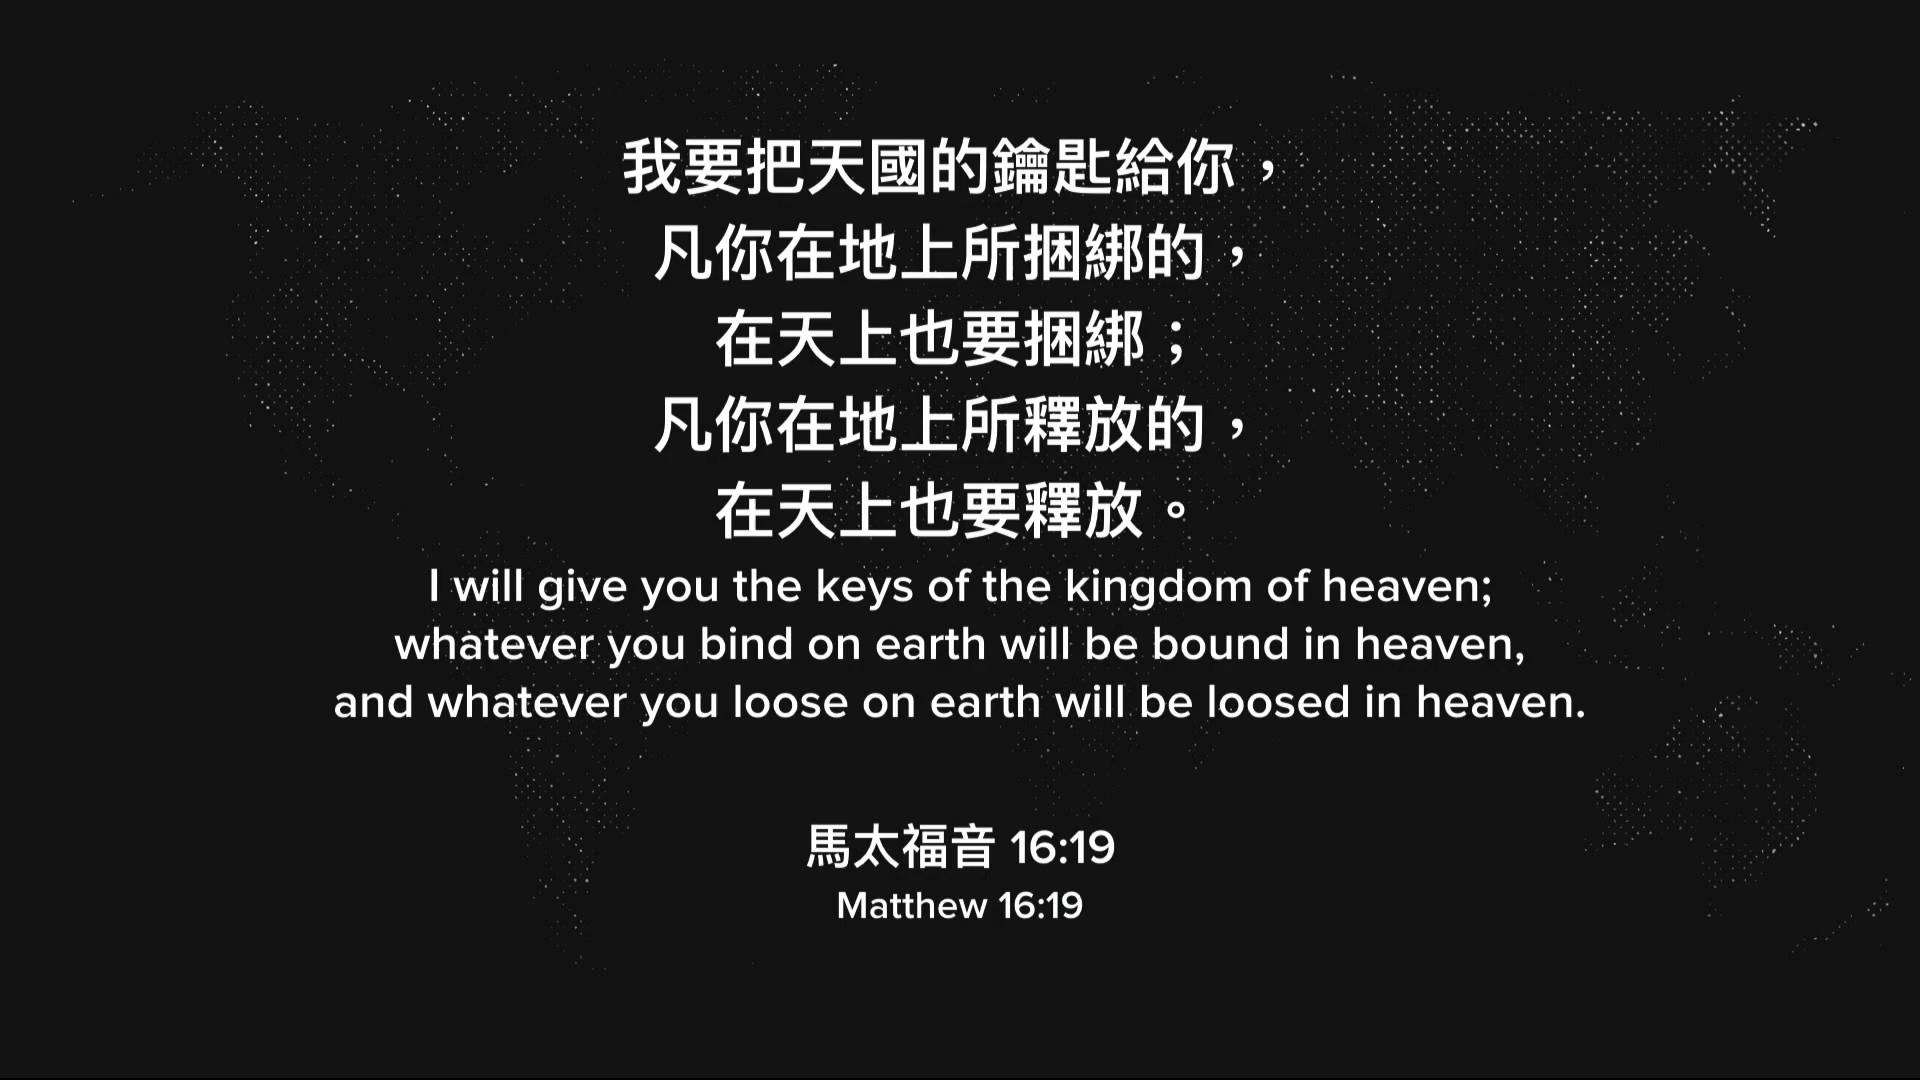 我要把天國的鑰匙給你，
凡你在地上所捆綁的，
在天上也要捆綁；
凡你在地上所釋放的，
在天上也要釋放。
I will give you the keys of the kingdom of heaven;
whatever you bind on earth will be bound in heaven,
and whatever you loose on earth will be loosed in heaven.
馬太福音 16:19
Matthew 16:19